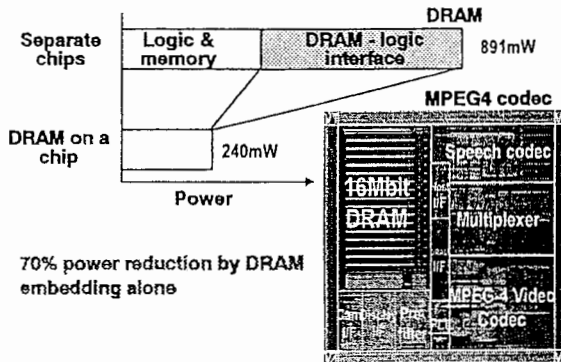 DRAM
Separate chips
Logic & memory
DRAM - logic interface
891mW
DRAM on a chip
240mW
Power
70% power reduction by DRAM embedding alone
MPEG4 codec
16Mbit DRAM
Speech codec
I/F
Multiplexer
I/F
MPEG-4 Video Codec
I/F
filter